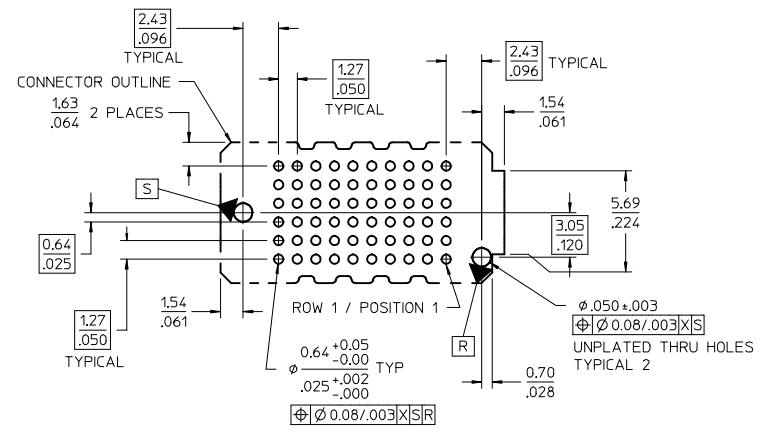 2.43
.096
TYPICAL
CONNECTOR OUTLINE
1.63
.064
2 PLACES
1.27
.050
TYPICAL
2.43
.096
TYPICAL
1.54
.061
S
5.69
.224
3.05
.120
0.64
.025
1.54
.061
ROW 1 / POSITION 1
1.27
.050
TYPICAL
R
Ø .050±.003
⌖ Ø 0.08/.003 X S
UNPLATED THRU HOLES
TYPICAL 2
Ø 0.64 +0.05 -0.00
.025 +.002 -.000
TYP
⌖ Ø 0.08/.003 X S R
0.70
.028